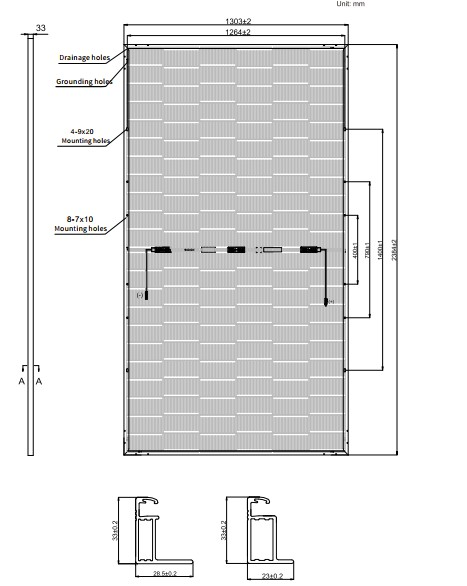 Unit: mm
1303±2
1264±2
33
Drainage holes
Grounding holes
4-9x20
Mounting holes
8-7x10
Mounting holes
400±1
790±1
1400±1
2384±2
(-)
(+)
A A
33±0.2
28.5±0.2
33±0.2
23±0.2